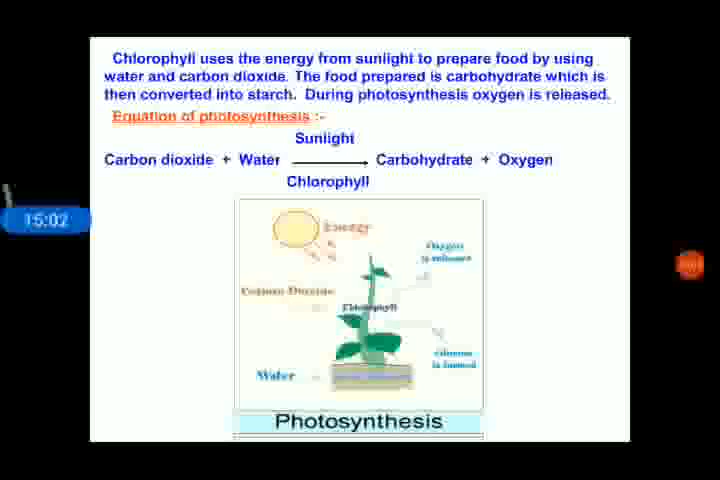 Chlorophyll uses the energy from sunlight to prepare food by using
water and carbon dioxide. The food prepared is carbohydrate which is
then converted into starch. During photosynthesis oxygen is released.
Equation of photosynthesis :-
Sunlight
Carbon dioxide + Water → Carbohydrate + Oxygen
Chlorophyll
15:02
Energy
Oxygen
is released
Carbon Dioxide
Chlorophyll
Glucose
is formed
Water
Photosynthesis